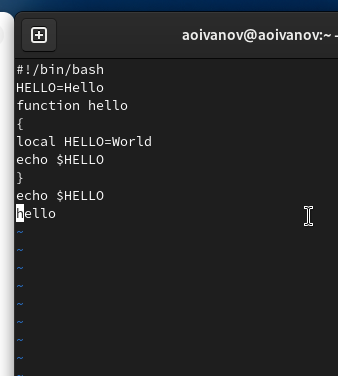 aoivanov@aoivanov:~ -
#!/bin/bash
HELLO=Hello
function hello
{
local HELLO=World
echo $HELLO
}
echo $HELLO
hello
~
~
~
~
~
~
~
~
~